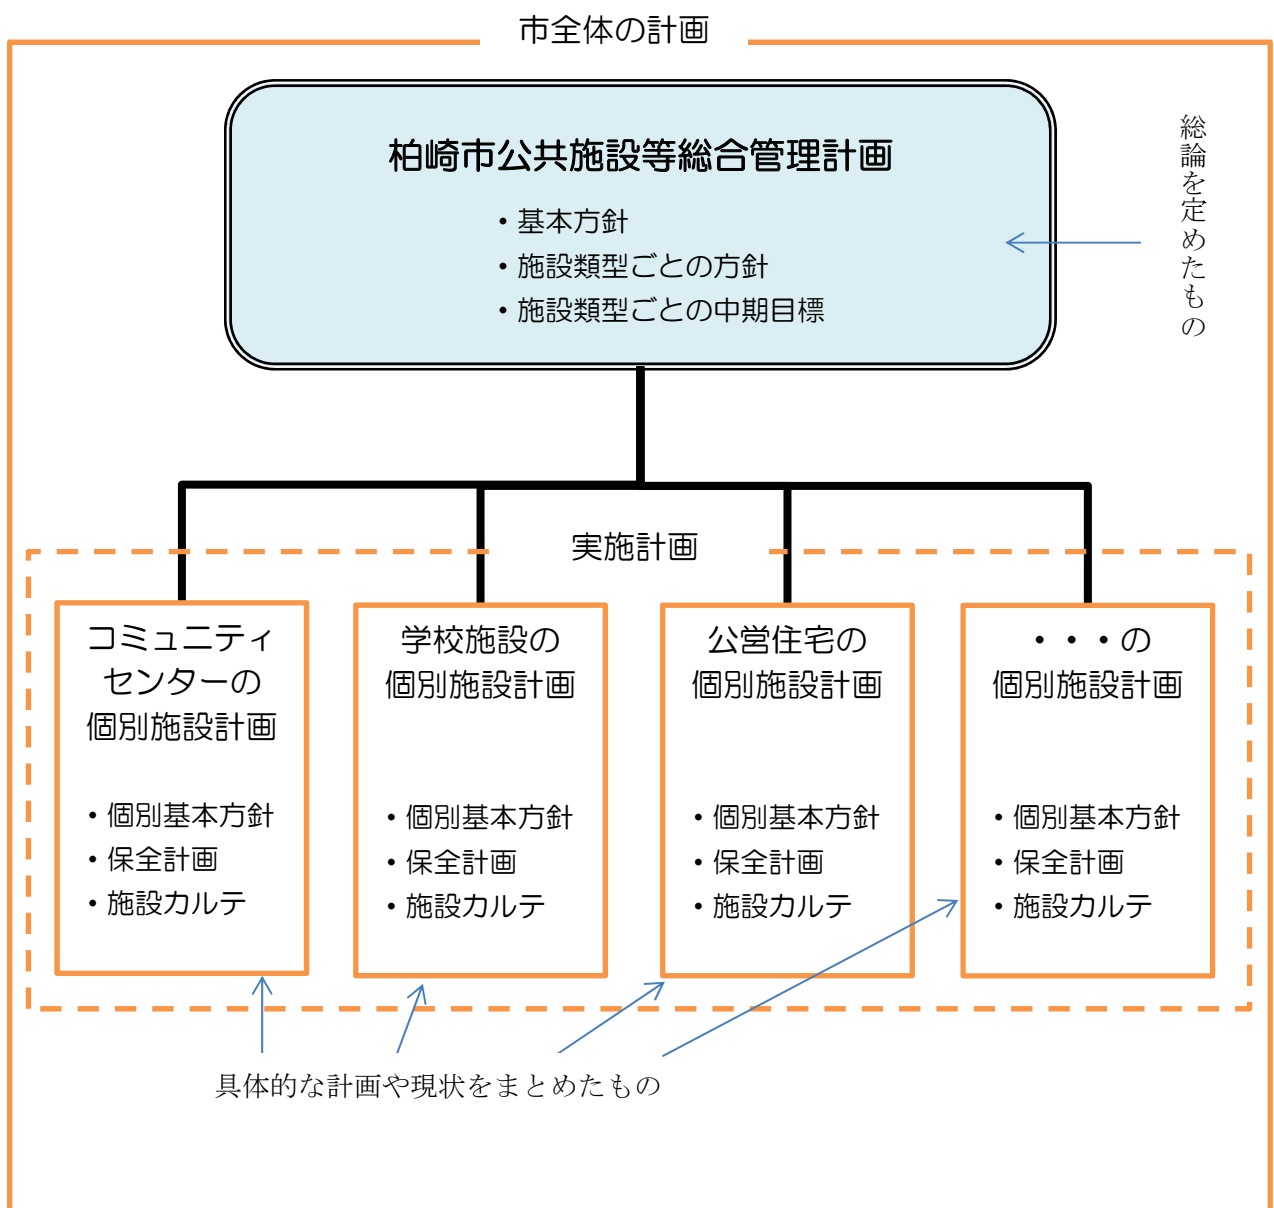 市全体の計画
柏崎市公共施設等総合管理計画
・基本方針
・施設類型ごとの方針
・施設類型ごとの中期目標
総論を定めたもの
実施計画
コミュニティ
センターの
個別施設計画
・個別基本方針
・保全計画
・施設カルテ
学校施設の
個別施設計画
・個別基本方針
・保全計画
・施設カルテ
公営住宅の
個別施設計画
・個別基本方針
・保全計画
・施設カルテ
・・・の
個別施設計画
・個別基本方針
・保全計画
・施設カルテ
具体的な計画や現状をまとめたもの